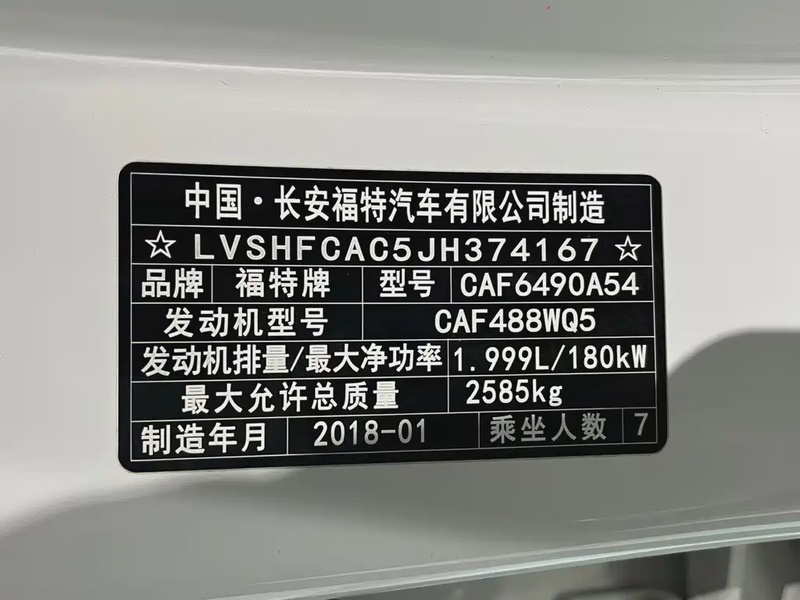 中国·长安福特汽车有限公司制造
☆LVSHFCAC5JH374167☆
品牌 福特牌 型号 CAF6490A54
发动机型号 CAF488WQ5
发动机排量/最大净功率 1.999L/180kW
最大允许总质量 2585kg
制造年月 2018-01 乘坐人数 7